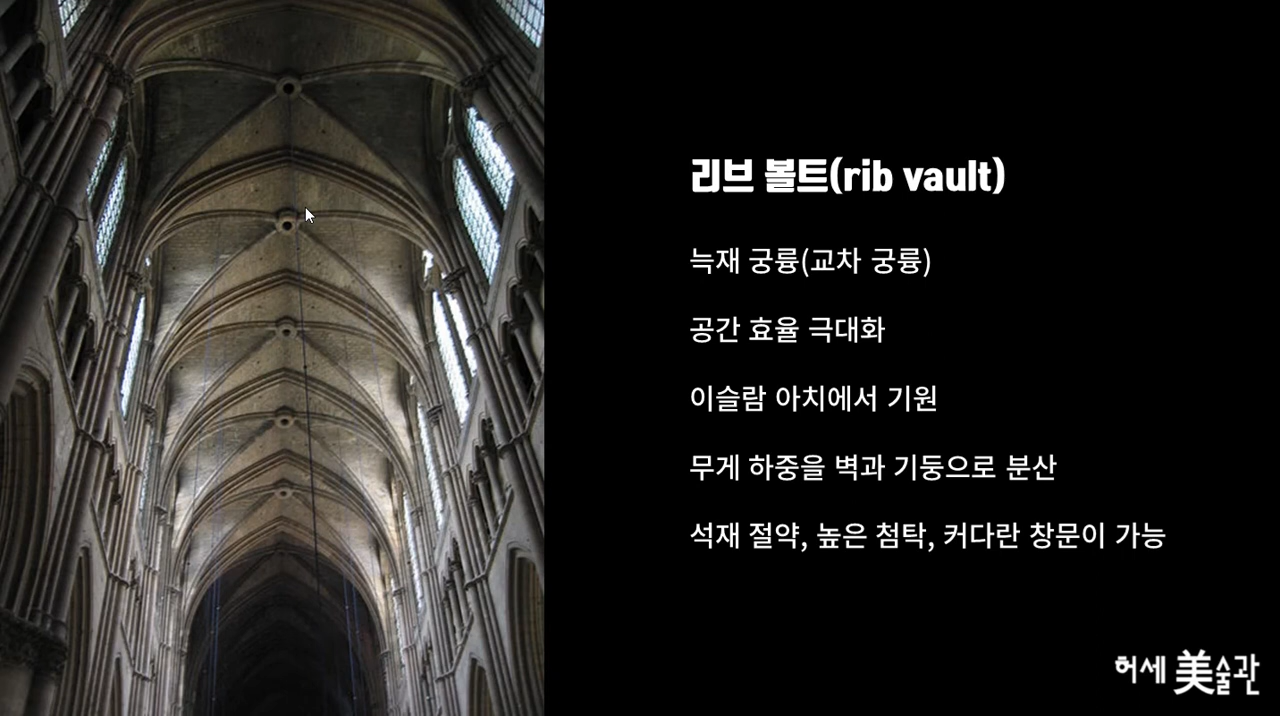 리브 볼트(rib vault)
늑재 궁륭(교차 궁륭)
공간 효율 극대화
이슬람 아치에서 기원
무게 하중을 벽과 기둥으로 분산
석재 절약, 높은 첨탑, 커다란 창문이 가능
허세 美술관